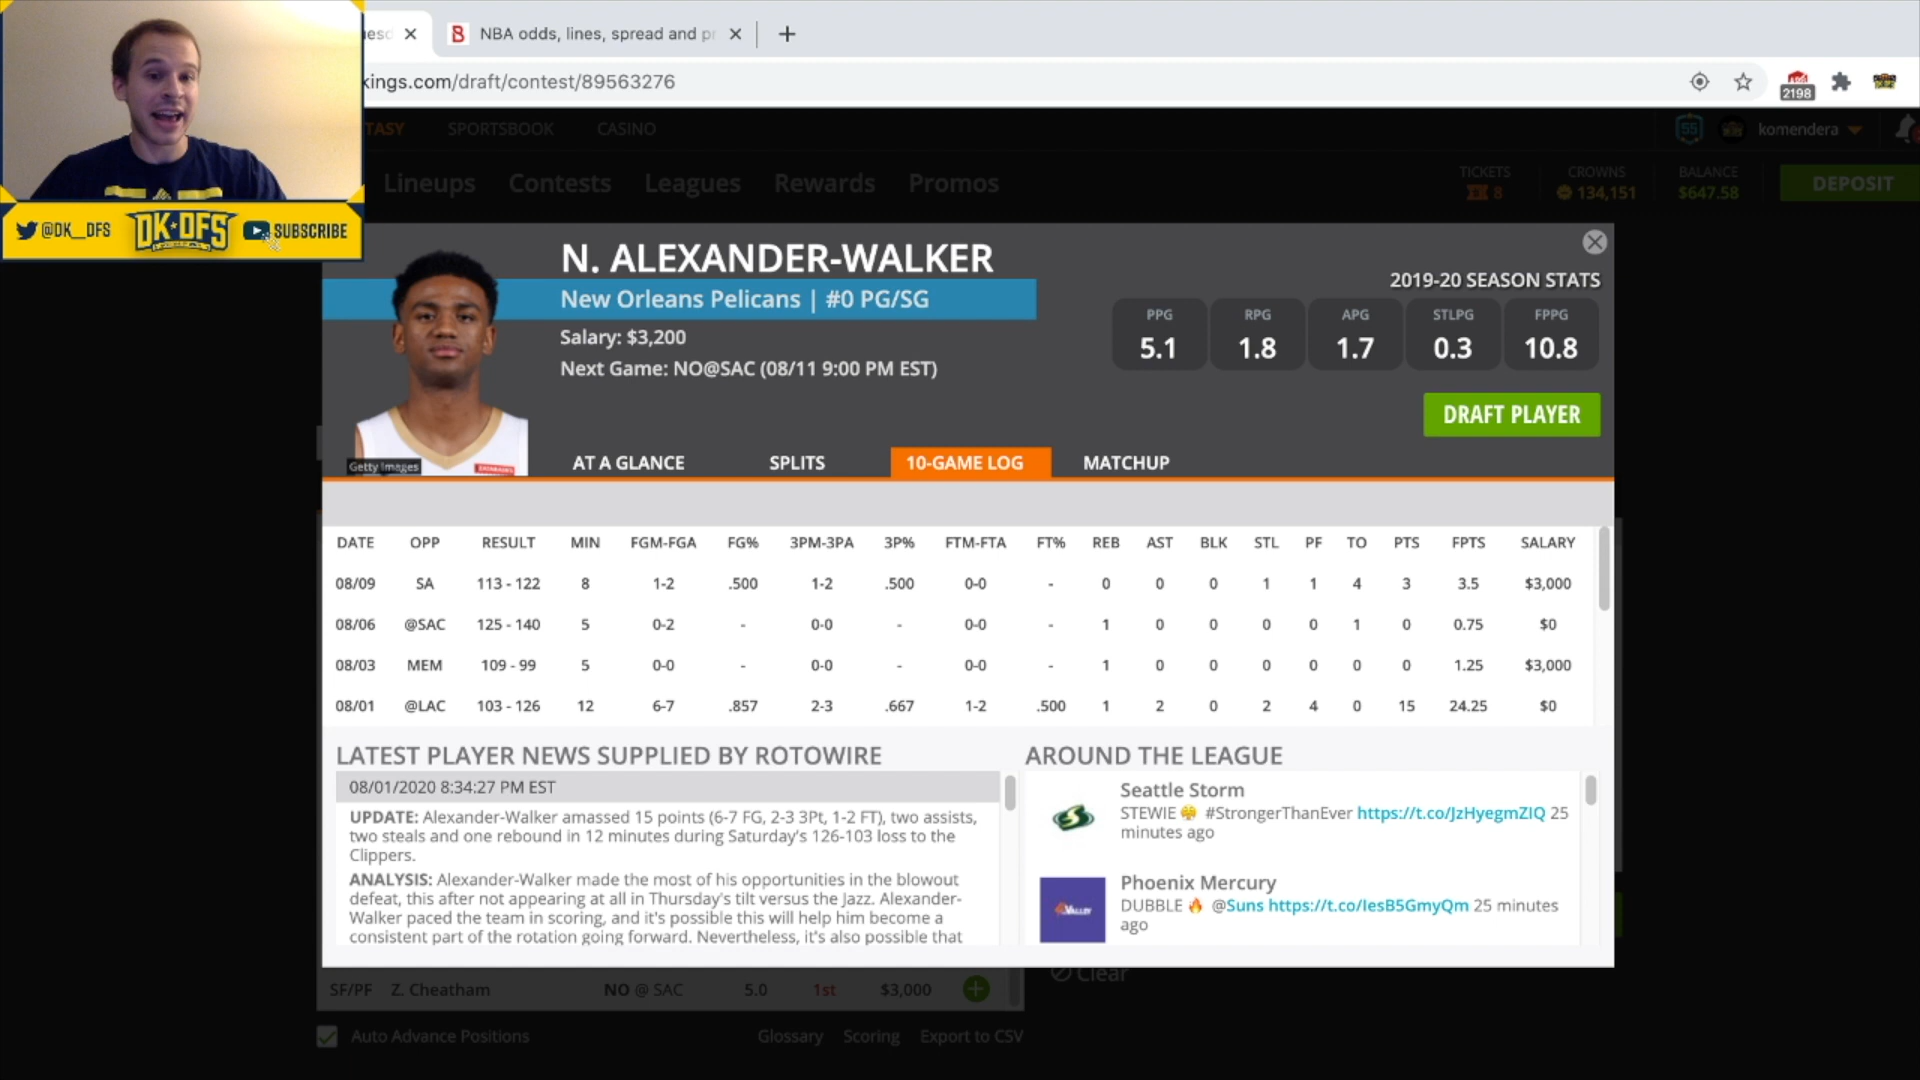 NBA odds, lines, spread and pr
kings.com/draft/contest/89563276
2198
TASY SPORTSBOOK CASINO
55 komendera
Lineups Contests Leagues Rewards Promos
TICKETS 8
CROWNS 134,151
BALANCE $647.58
DEPOSIT
@DK__DFS DK★DFS SUBSCRIBE
N. ALEXANDER-WALKER
New Orleans Pelicans | #0 PG/SG
Salary: $3,200
Next Game: NO@SAC (08/11 9:00 PM EST)
2019-20 SEASON STATS
PPG RPG APG STLPG FPPG
5.1 1.8 1.7 0.3 10.8
DRAFT PLAYER
Getty Images
AT A GLANCE SPLITS 10-GAME LOG MATCHUP
DATE OPP RESULT MIN FGM-FGA FG% 3PM-3PA 3P% FTM-FTA FT% REB AST BLK STL PF TO PTS FPTS SALARY
08/09 SA 113 - 122 8 1-2 .500 1-2 .500 0-0 - 0 0 0 1 1 4 3 3.5 $3,000
08/06 @SAC 125 - 140 5 0-2 - 0-0 - 0-0 - 1 0 0 0 0 1 0 0.75 $0
08/03 MEM 109 - 99 5 0-0 - 0-0 - 0-0 - 1 0 0 0 0 0 0 1.25 $3,000
08/01 @LAC 103 - 126 12 6-7 .857 2-3 .667 1-2 .500 1 2 0 2 4 0 15 24.25 $0
LATEST PLAYER NEWS SUPPLIED BY ROTOWIRE
08/01/2020 8:34:27 PM EST
UPDATE: Alexander-Walker amassed 15 points (6-7 FG, 2-3 3Pt, 1-2 FT), two assists,
two steals and one rebound in 12 minutes during Saturday's 126-103 loss to the
Clippers.
ANALYSIS: Alexander-Walker made the most of his opportunities in the blowout
defeat, this after not appearing at all in Thursday's tilt versus the Jazz. Alexander-
Walker paced the team in scoring, and it's possible this will help him become a
consistent part of the rotation going forward. Nevertheless, it's also possible that
AROUND THE LEAGUE
Seattle Storm
STEWIE #StrongerThanEver https://t.co/JzHyegmZIQ 25
minutes ago
Phoenix Mercury
DUBBLE 🔥 @Suns https://t.co/IesB5GmyQm 25 minutes
ago
VALLEY
Clear
SF/PF Z. Cheatham NO @ SAC 5.0 1st $3,000
Auto Advance Positions Glossary Scoring Export to CSV